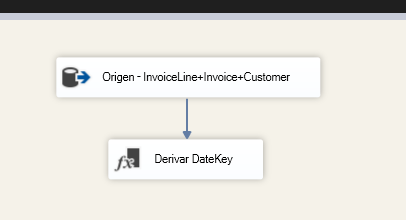 Origen - InvoiceLine+Invoice+Customer
Derivar DateKey